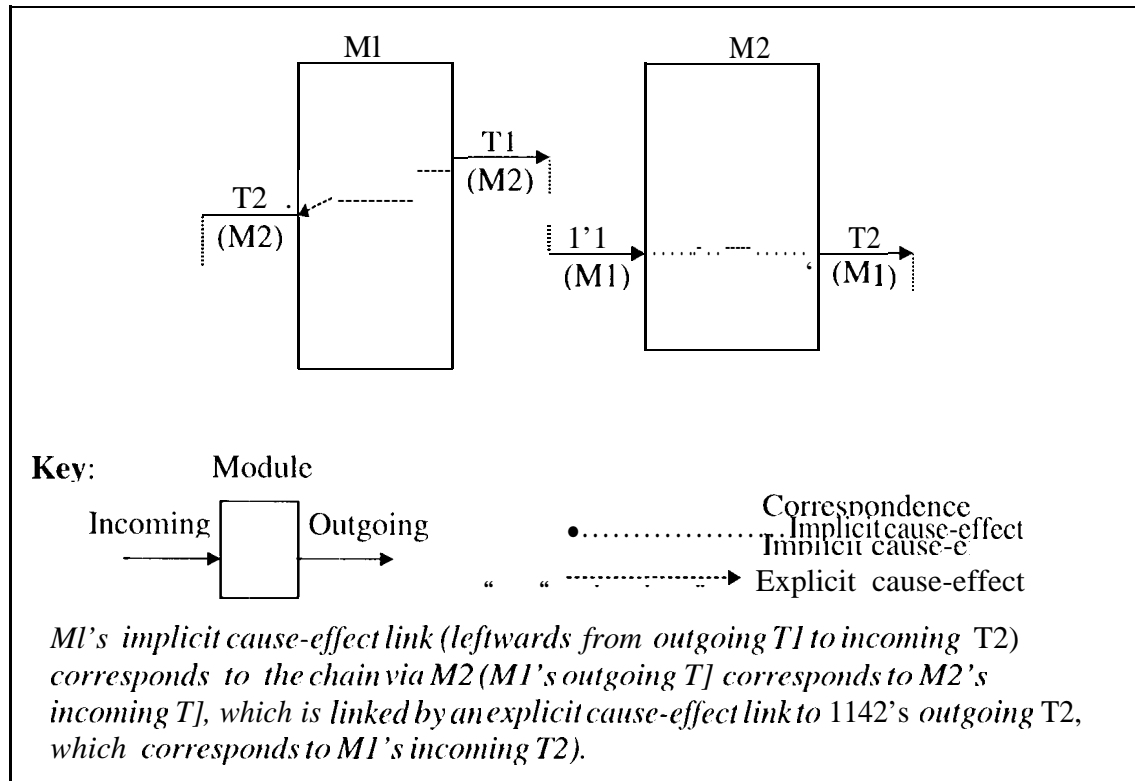 M1 M2
T1
(M2)
T2
(M2)
1’1
(M1)
T2
(M1)
Key: Module
Incoming Outgoing
Correspondence
Implicit cause-effect
Implicit cause-e
Explicit cause-effect
M1's implicit cause-effect link (leftwards from outgoing T1 to incoming T2)
corresponds to the chain via M2 (M1's outgoing T] corresponds to M2's
incoming T], which is linked by an explicit cause-effect link to 1142's outgoing T2,
which corresponds to M1's incoming T2).